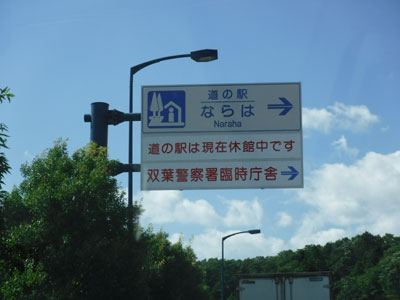 道の駅
ならは
Naraha
道の駅は現在休館中です
双葉警察署臨時庁舎